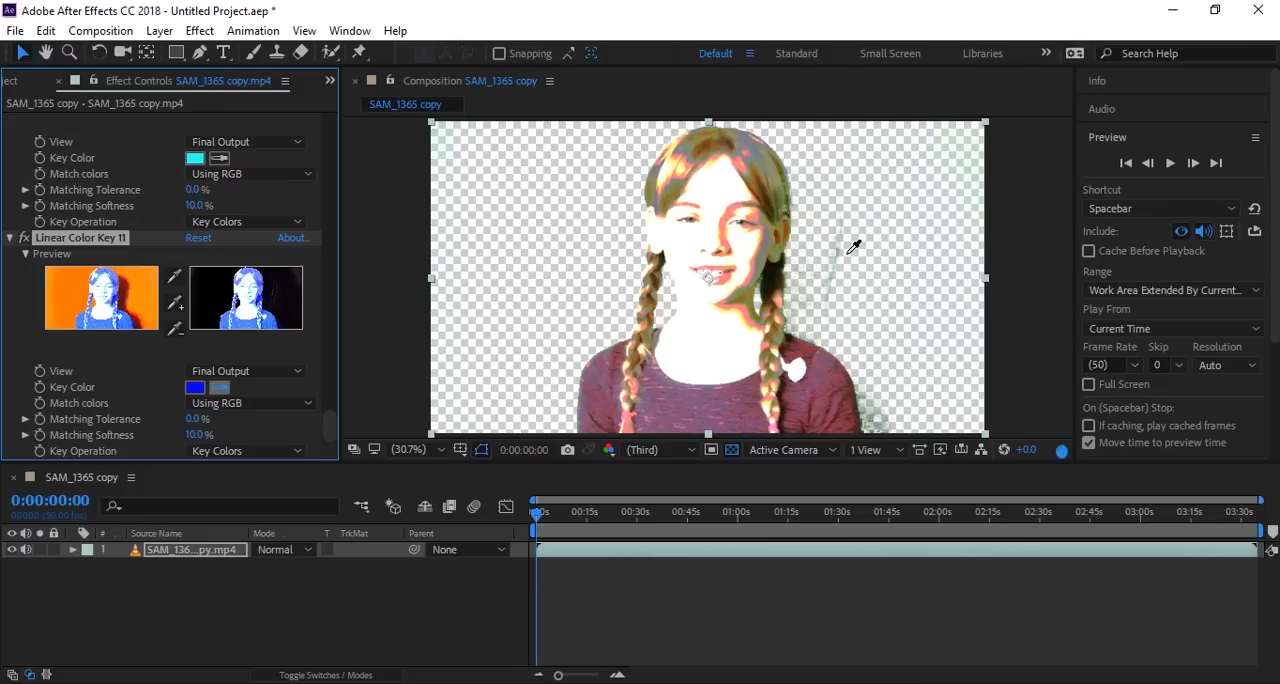 Adobe After Effects CC 2018 - Untitled Project.aep *
File Edit Composition Layer Effect Animation View Window Help
Snapping Default Standard Small Screen Libraries Search Help
ject Effect Controls SAM_1365 copy.mp4
SAM_1365 copy • SAM_1365 copy.mp4
View Final Output
Key Color
Match colors Using RGB
Matching Tolerance 0.0 %
Matching Softness 10.0 %
Key Operation Key Colors
fx Linear Color Key 11 Reset About...
Preview
View Final Output
Key Color
Match colors Using RGB
Matching Tolerance 0.0 %
Matching Softness 10.0 %
Key Operation Key Colors
Composition SAM_1365 copy
SAM_1365 copy
(30.7%) 0:00:00:00 (Third) Active Camera 1 View +0.0
Info
Audio
Preview
Shortcut
Spacebar
Include:
Cache Before Playback
Range
Work Area Extended By Current...
Play From
Current Time
Frame Rate Skip Resolution
(50) 0 Auto
Full Screen
On (Spacebar) Stop:
If caching, play cached frames
Move time to preview time
SAM_1365 copy
0:00:00:00
00000 (50.00 fps)
# Source Name Mode T .TrkMat Parent
1 SAM_136...py.mp4 Normal None
:00s 00:15s 00:30s 00:45s 01:00s 01:15s 01:30s 01:45s 02:00s 02:15s 02:30s 02:45s 03:00s 03:15s 03:30s
Toggle Switches / Modes